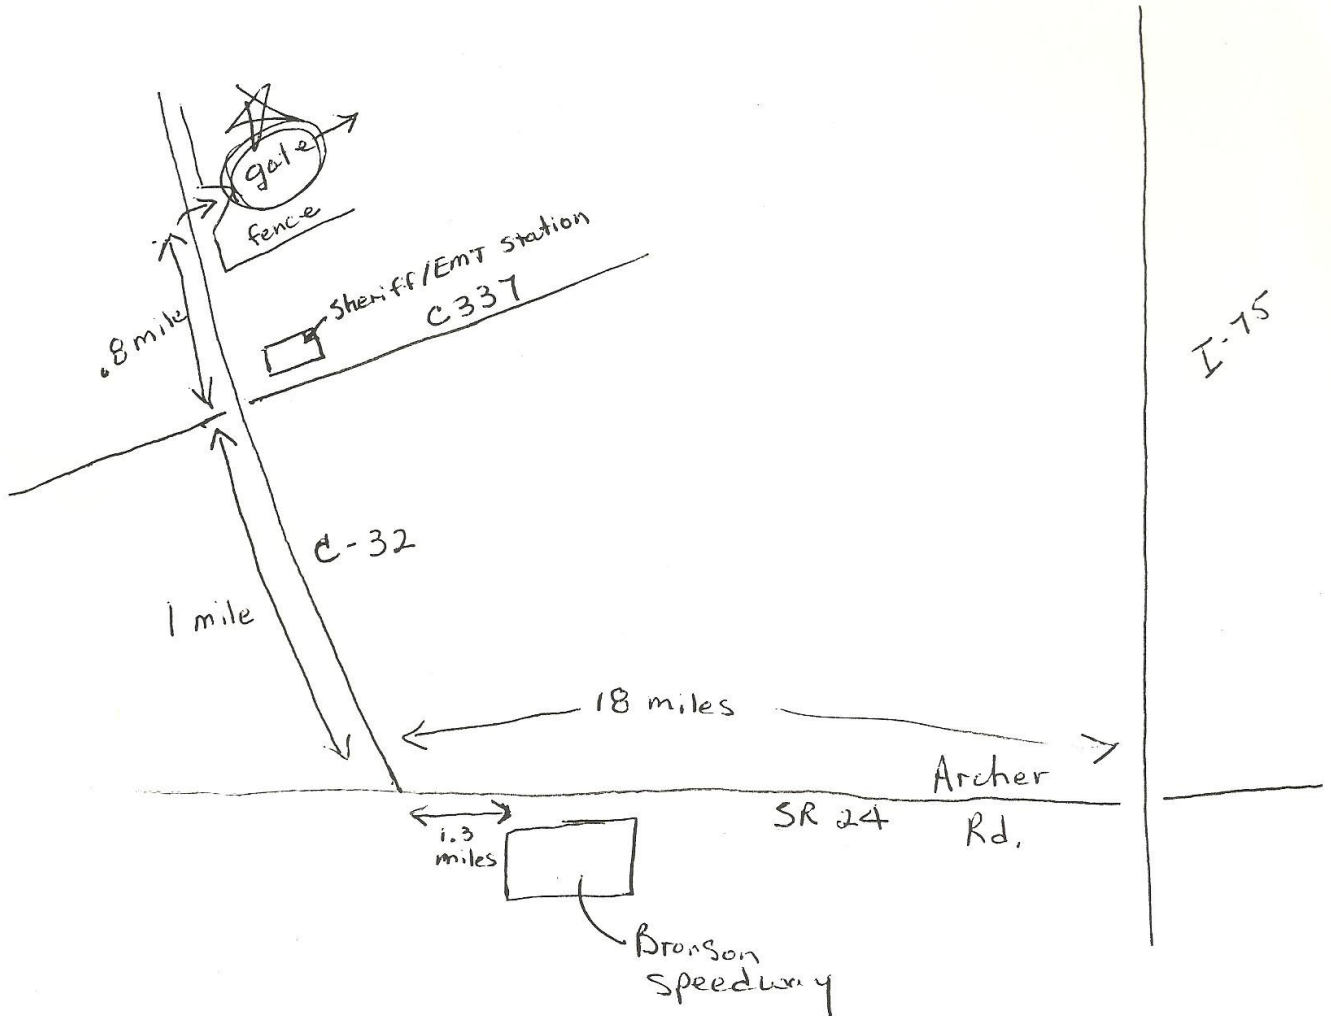 gate
fence
Sheriff/EMT Station
C337
.8 mile
I-75
C-32
1 mile
18 miles
Archer
SR 24
Rd.
1.3
miles
Bronson
Speedway